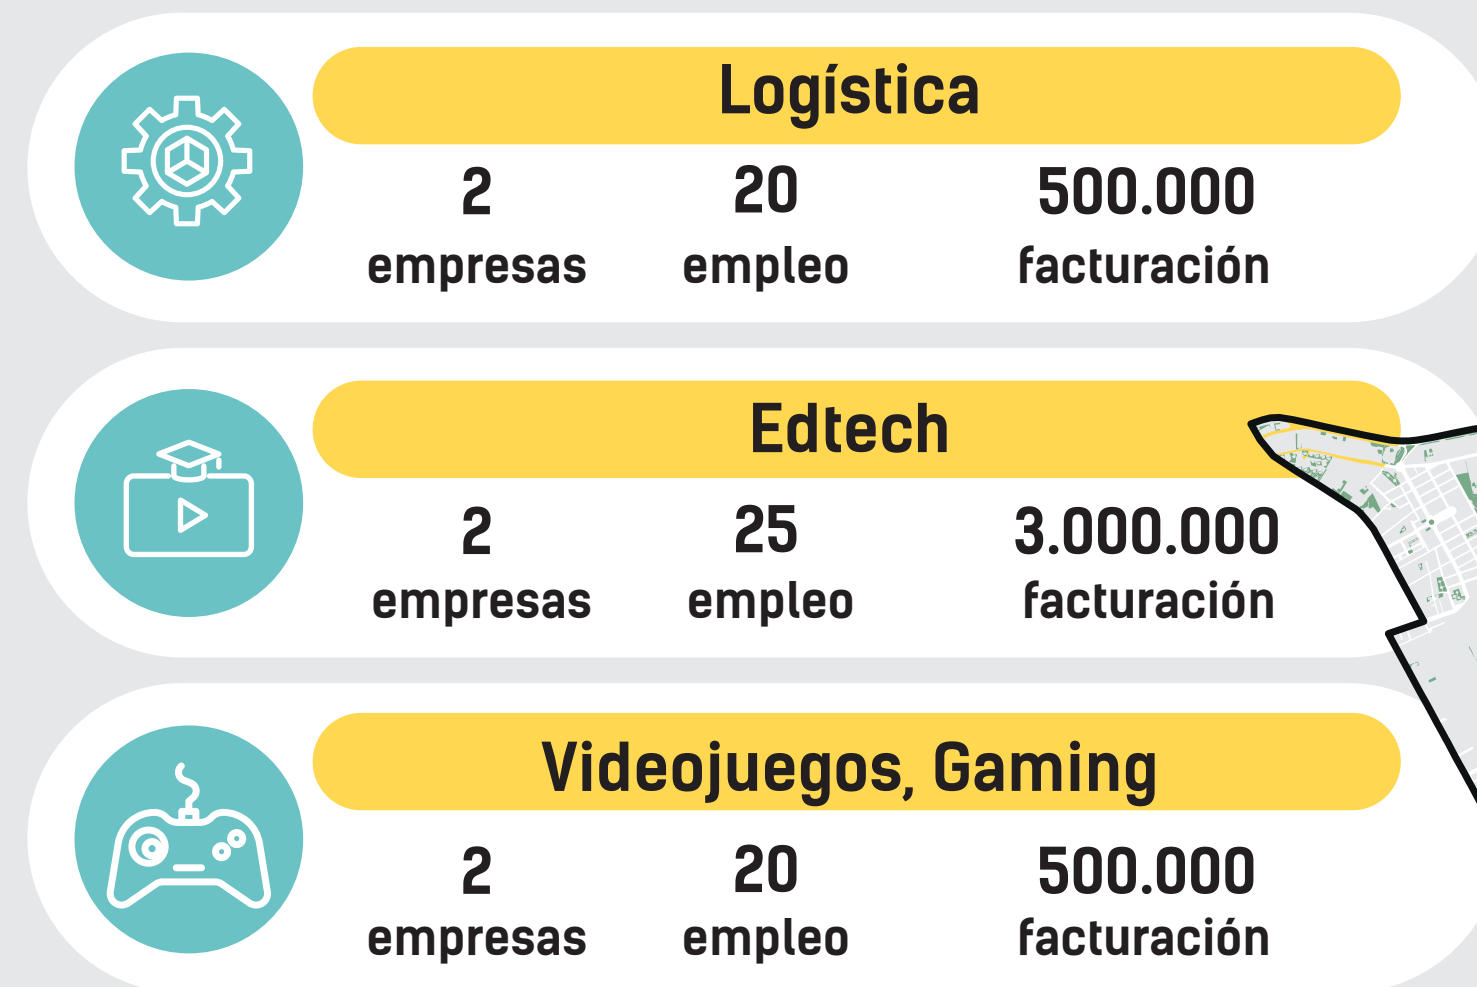 Logística
2 20 500.000
empresas empleo facturación
Edtech
2 25 3.000.000
empresas empleo facturación
Videojuegos, Gaming
2 20 500.000
empresas empleo facturación